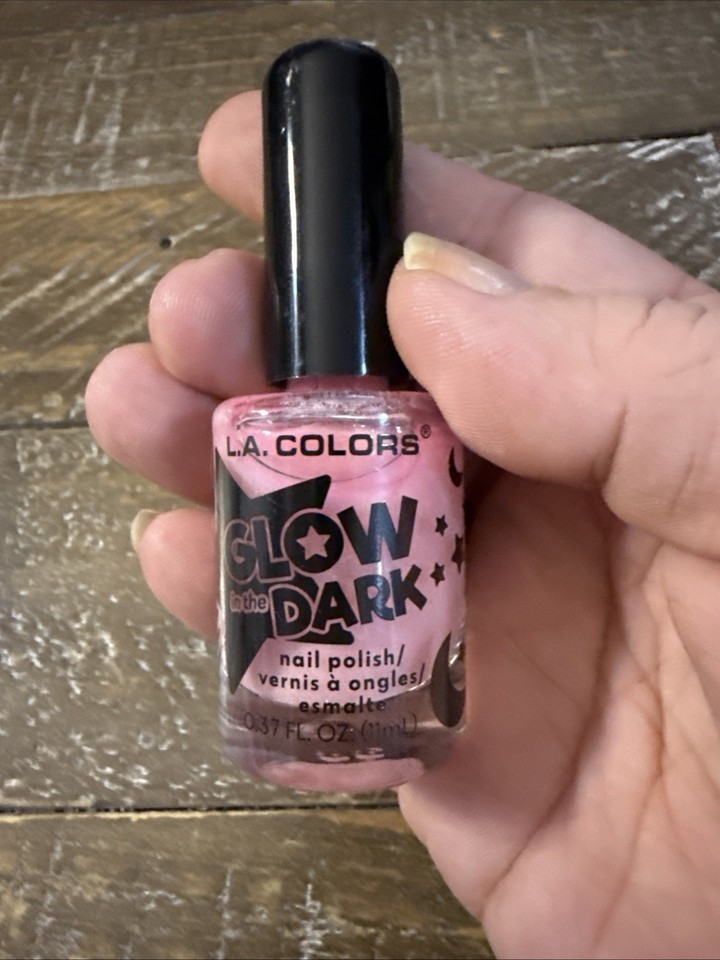 L.A. COLORS®
GLOW
in the
DARK
nail polish/
vernis à ongles/
esmalte
0.37 FL. OZ. (11mL)